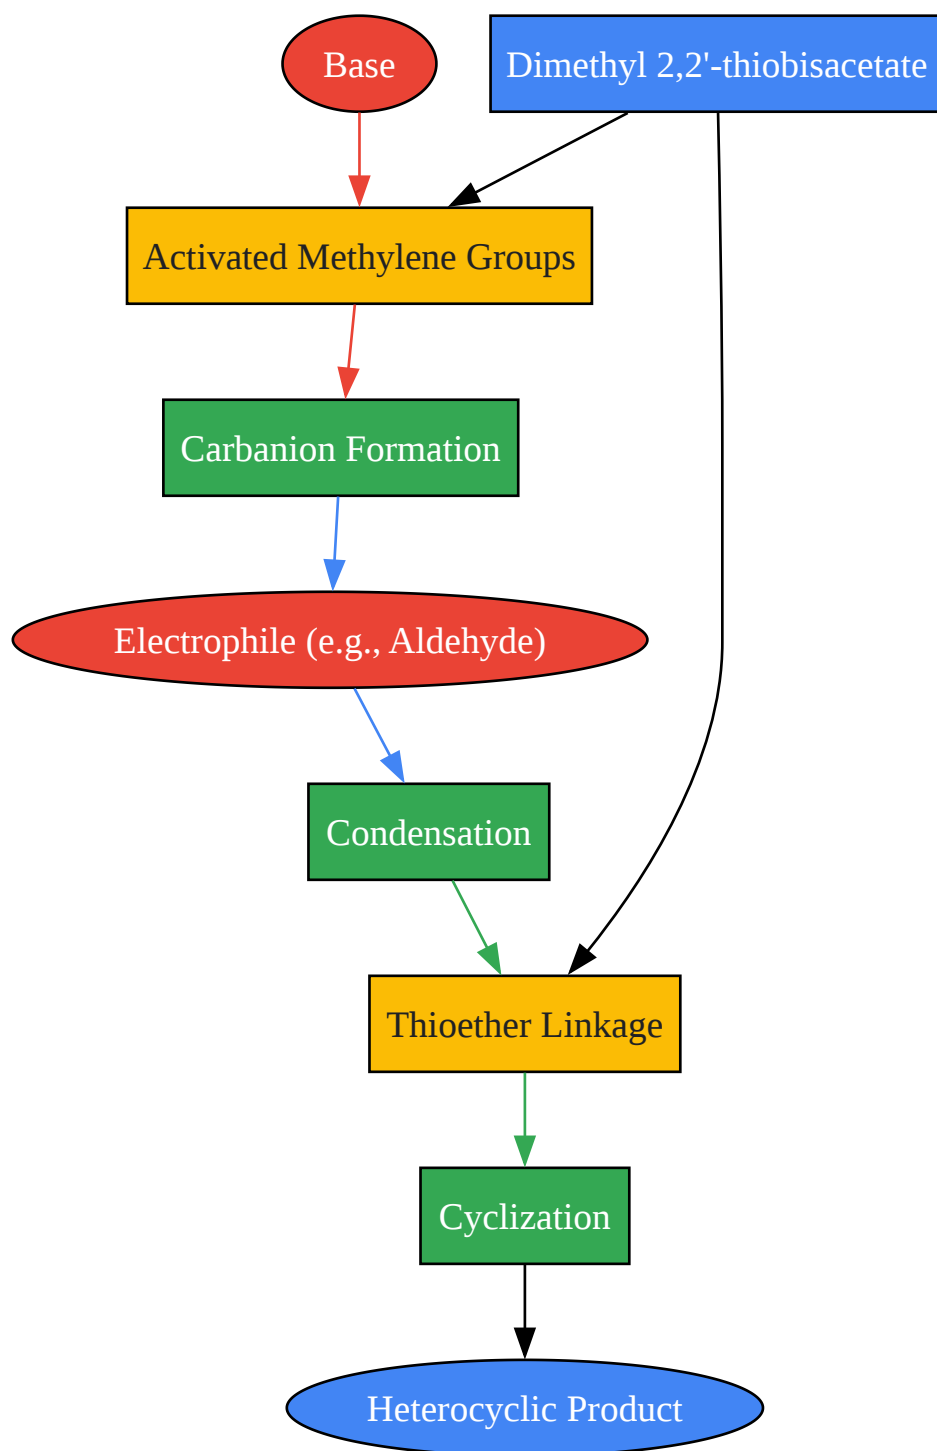 Base
Dimethyl 2,2'-thiobisacetate
Activated Methylene Groups
Carbanion Formation
Electrophile (e.g., Aldehyde)
Condensation
Thioether Linkage
Cyclization
Heterocyclic Product